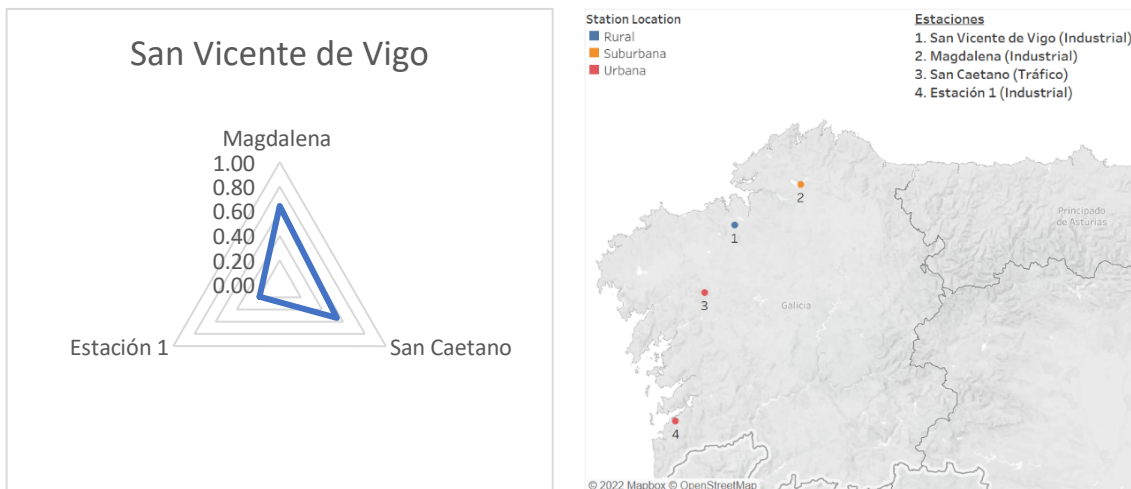 San Vicente de Vigo
Magdalena
1.00
0.80
0.60
0.40
0.20
0.00
Estación 1
San Caetano
Station Location
Rural
Suburbana
Urbana
Estaciones
1. San Vicente de Vigo (Industrial)
2. Magdalena (Industrial)
3. San Caetano (Tráfico)
4. Estación 1 (Industrial)
2
Principado
de Asturias
1
3
Galicia
4
© 2022 Mapbox © OpenStreetMap